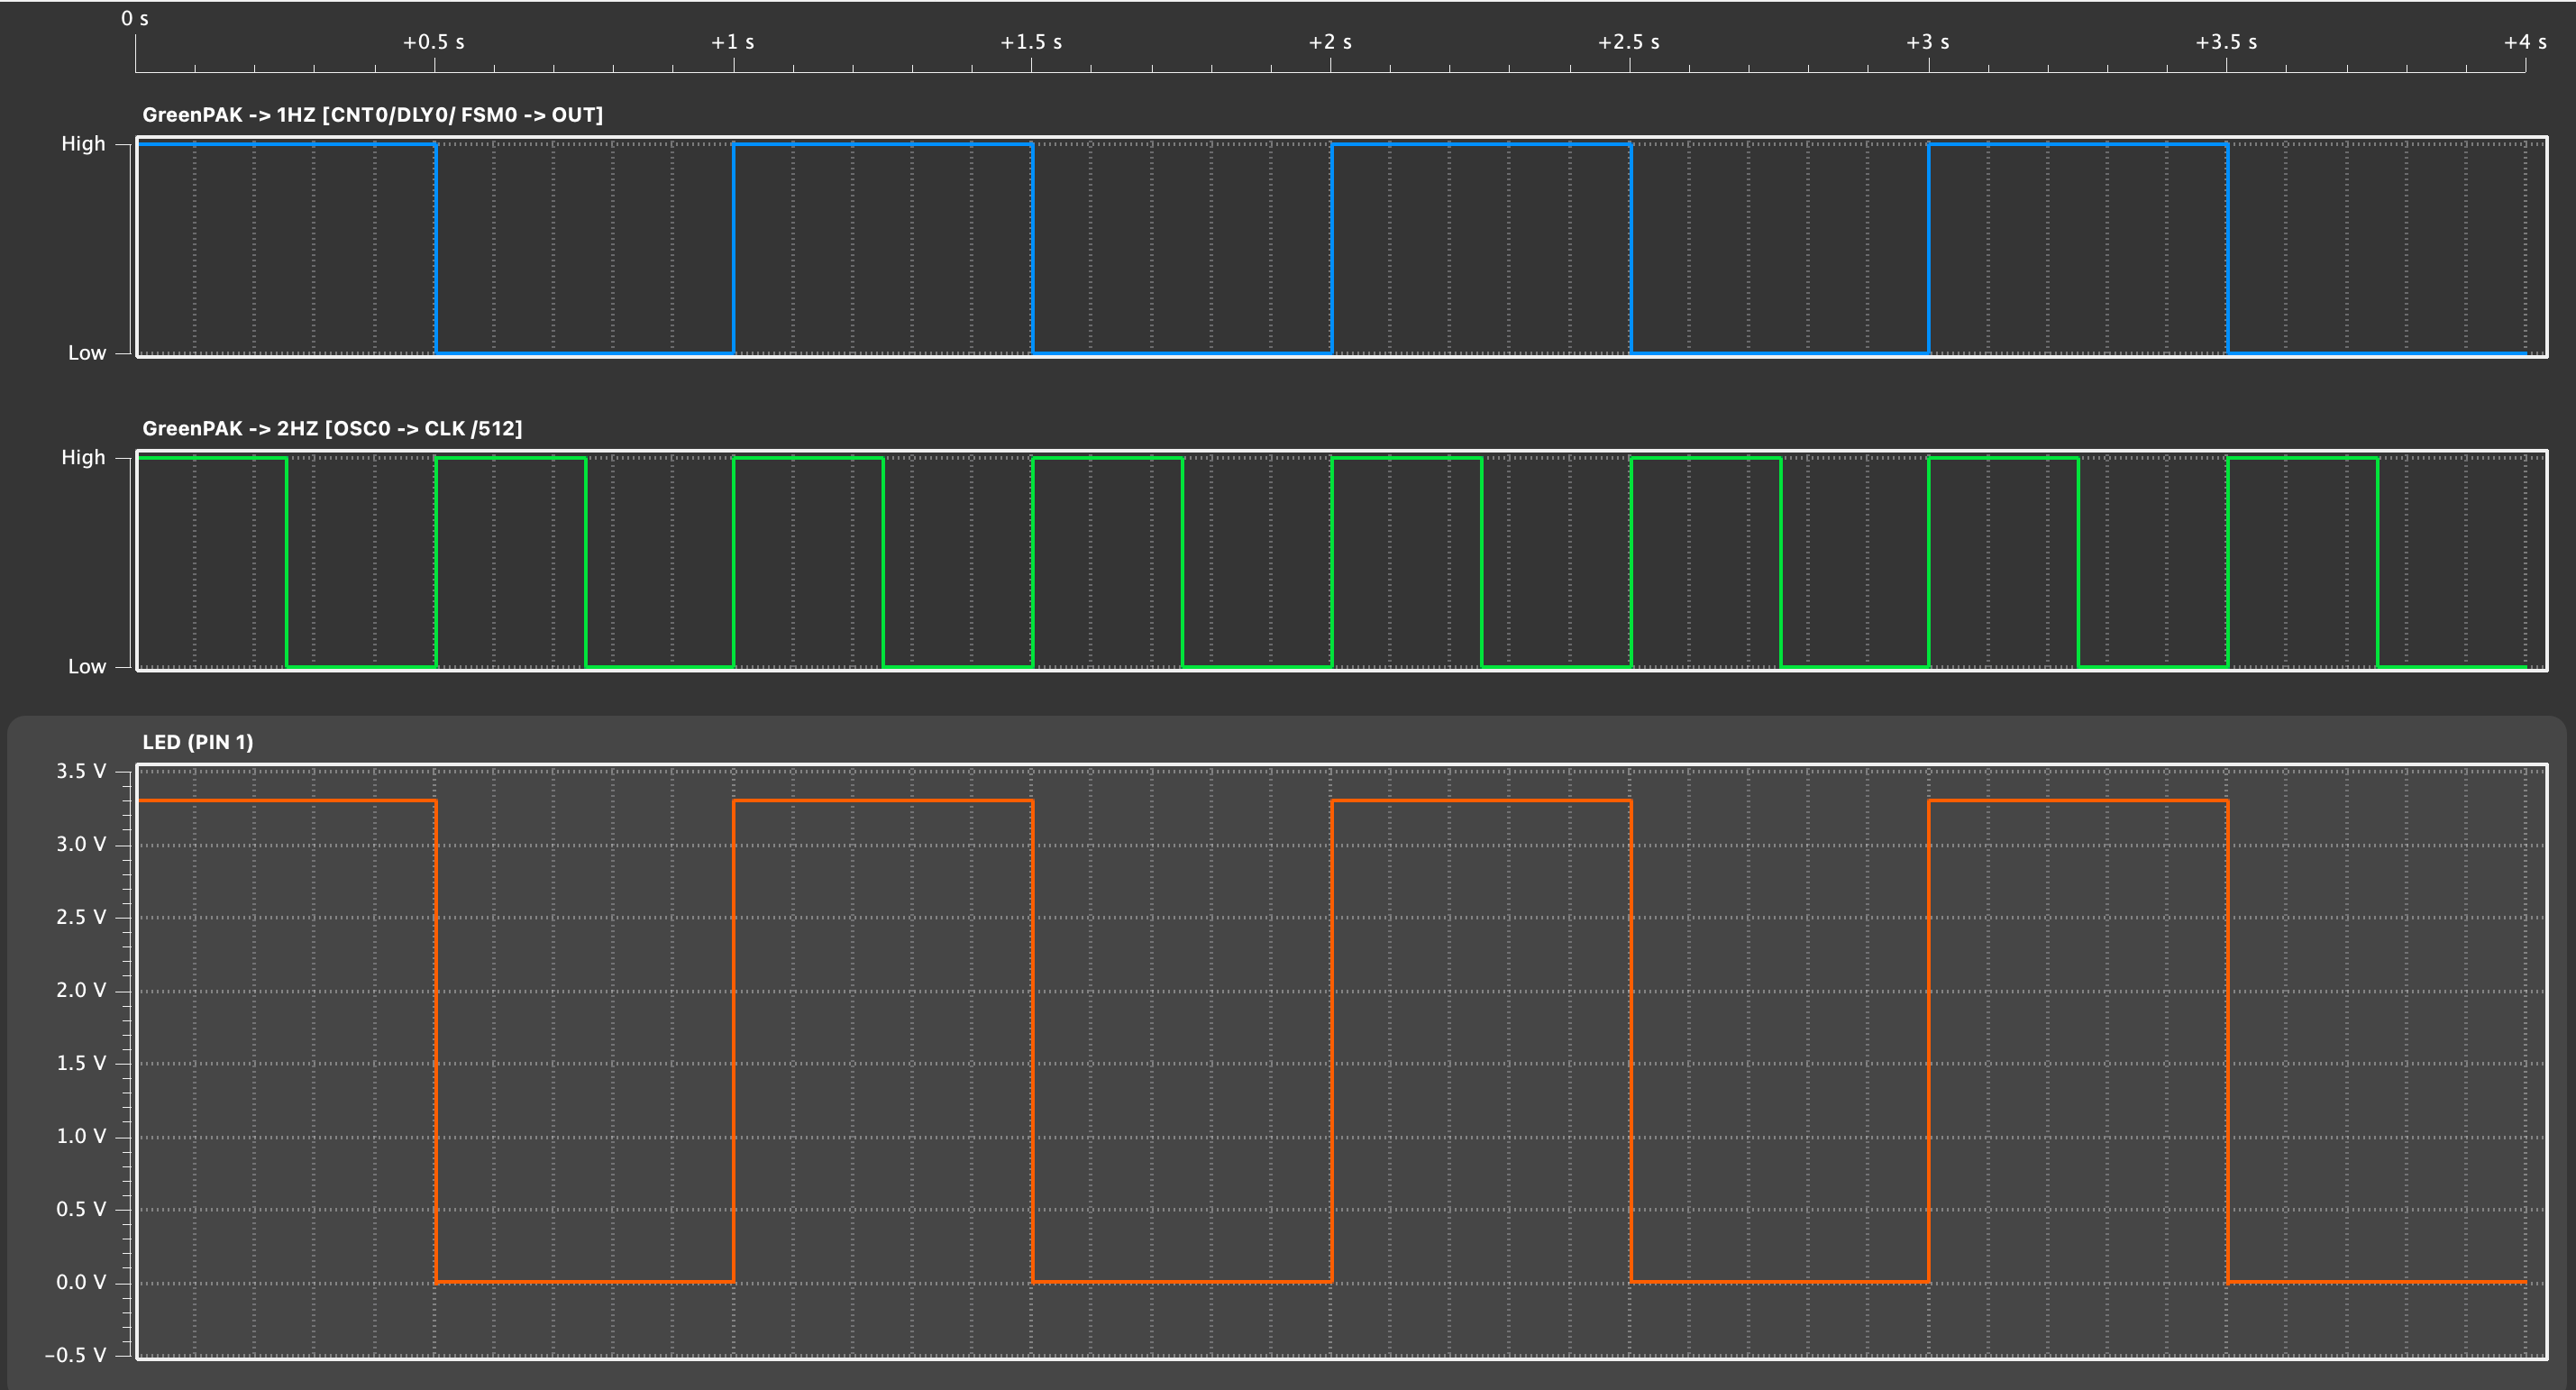 0 s
+0.5 s +1 s +1.5 s +2 s +2.5 s +3 s +3.5 s +4 s
GreenPAK -> 1HZ [CNT0/DLY0/ FSM0 -> OUT]
High
Low
GreenPAK -> 2HZ [OSC0 -> CLK /512]
High
Low
LED (PIN 1)
3.5 V
3.0 V
2.5 V
2.0 V
1.5 V
1.0 V
0.5 V
0.0 V
−0.5 V